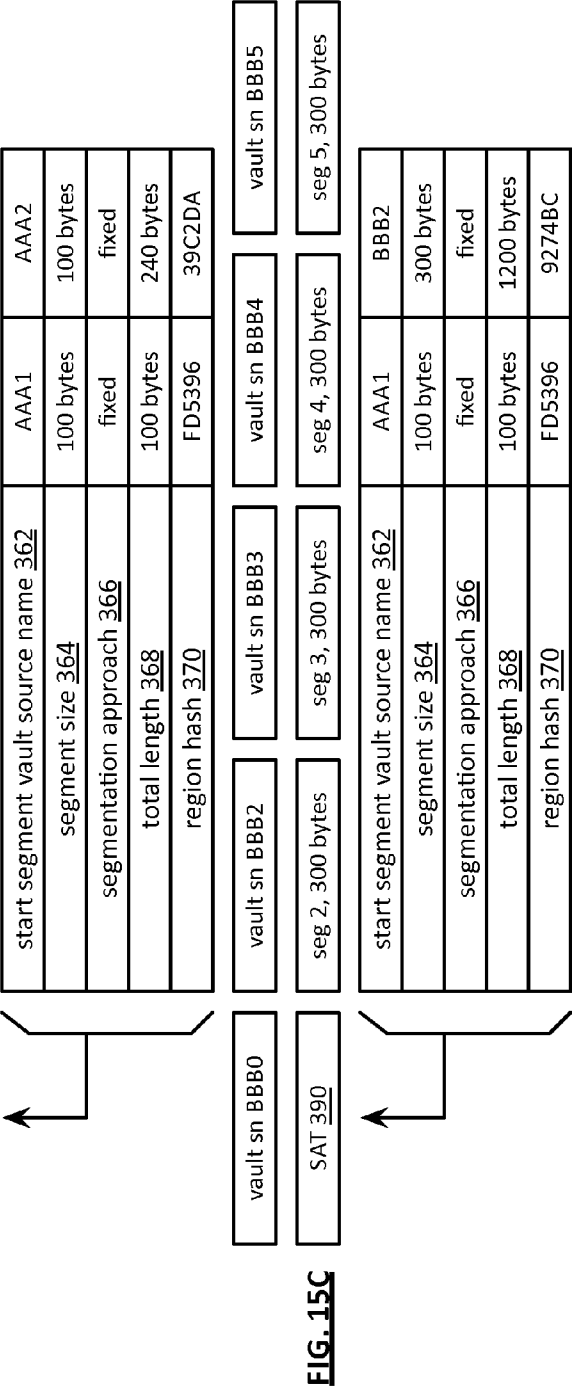 start segment vault source name 362 AAA1 AAA2
segment size 364 100 bytes 100 bytes
segmentation approach 366 fixed fixed
total length 368 100 bytes 240 bytes
region hash 370 FD5396 39C2DA
vault sn BBB0 vault sn BBB2 vault sn BBB3 vault sn BBB4 vault sn BBB5
SAT 390 seg 2, 300 bytes seg 3, 300 bytes seg 4, 300 bytes seg 5, 300 bytes
start segment vault source name 362 AAA1 BBB2
segment size 364 100 bytes 300 bytes
segmentation approach 366 fixed fixed
total length 368 100 bytes 1200 bytes
region hash 370 FD5396 9274BC
FIG. 15C